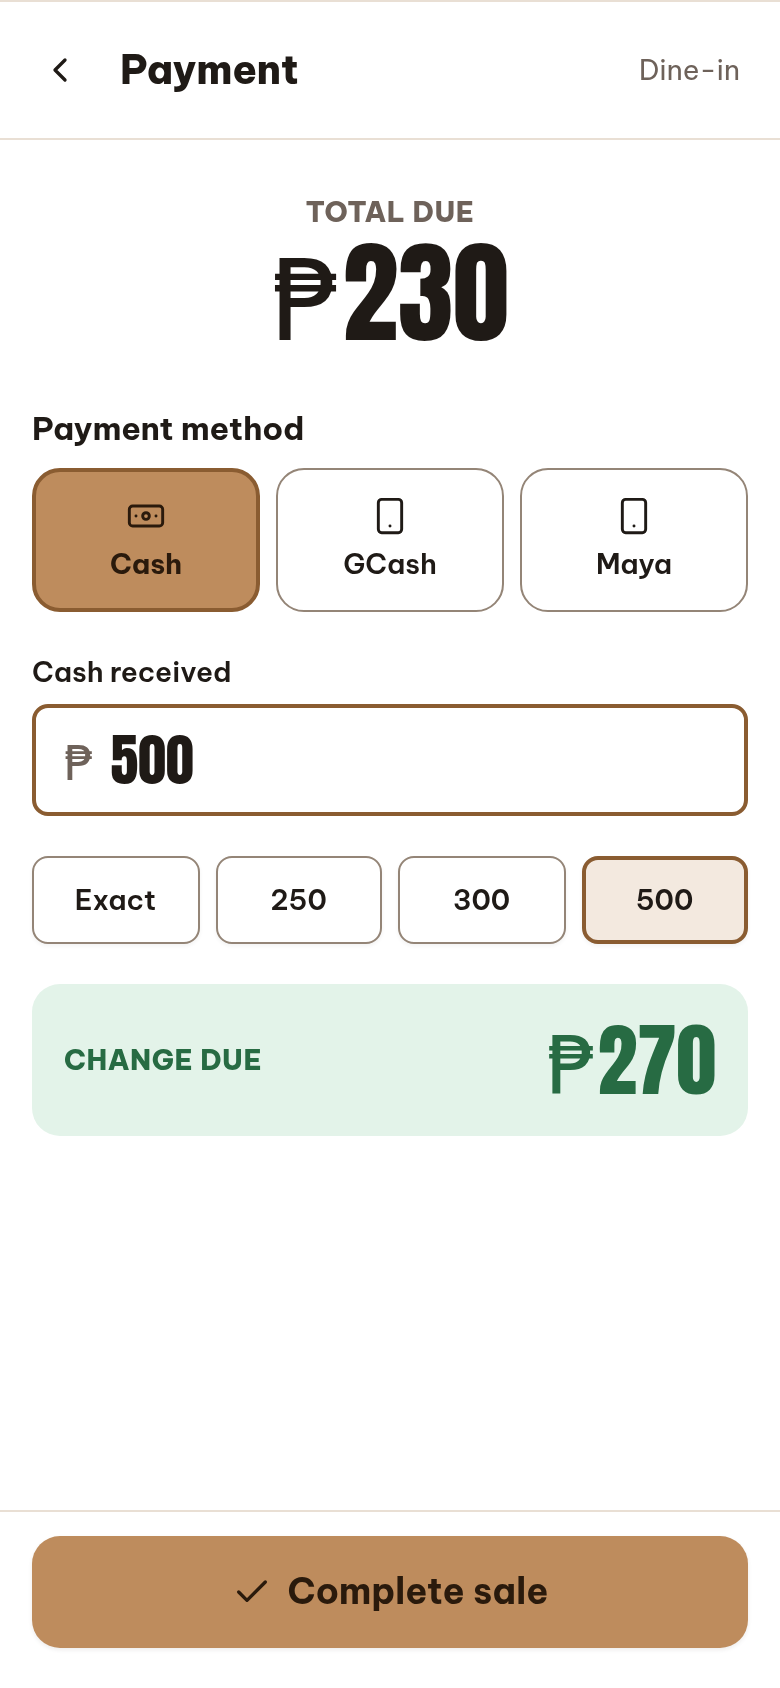 Payment
Dine-in
TOTAL DUE
₱230
Payment method
Cash
GCash
Maya
Cash received
₱ 500
Exact
250
300
500
CHANGE DUE
₱270
Complete sale